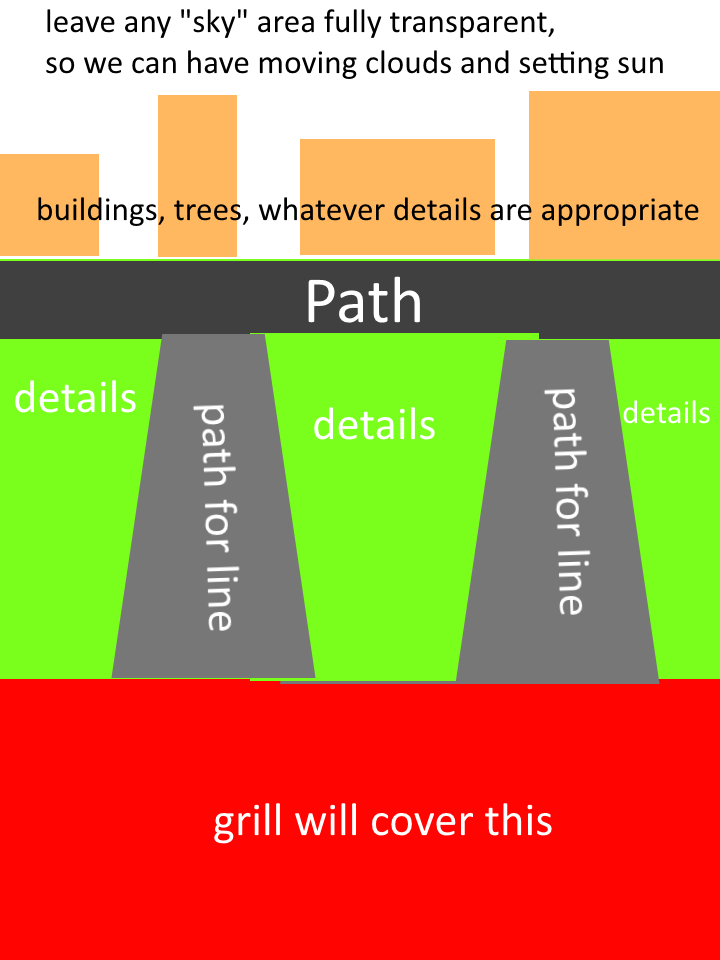 leave any "sky" area fully transparent,
so we can have moving clouds and setting sun
buildings, trees, whatever details are appropriate
Path
details
path for line
details
path for line
details
grill will cover this